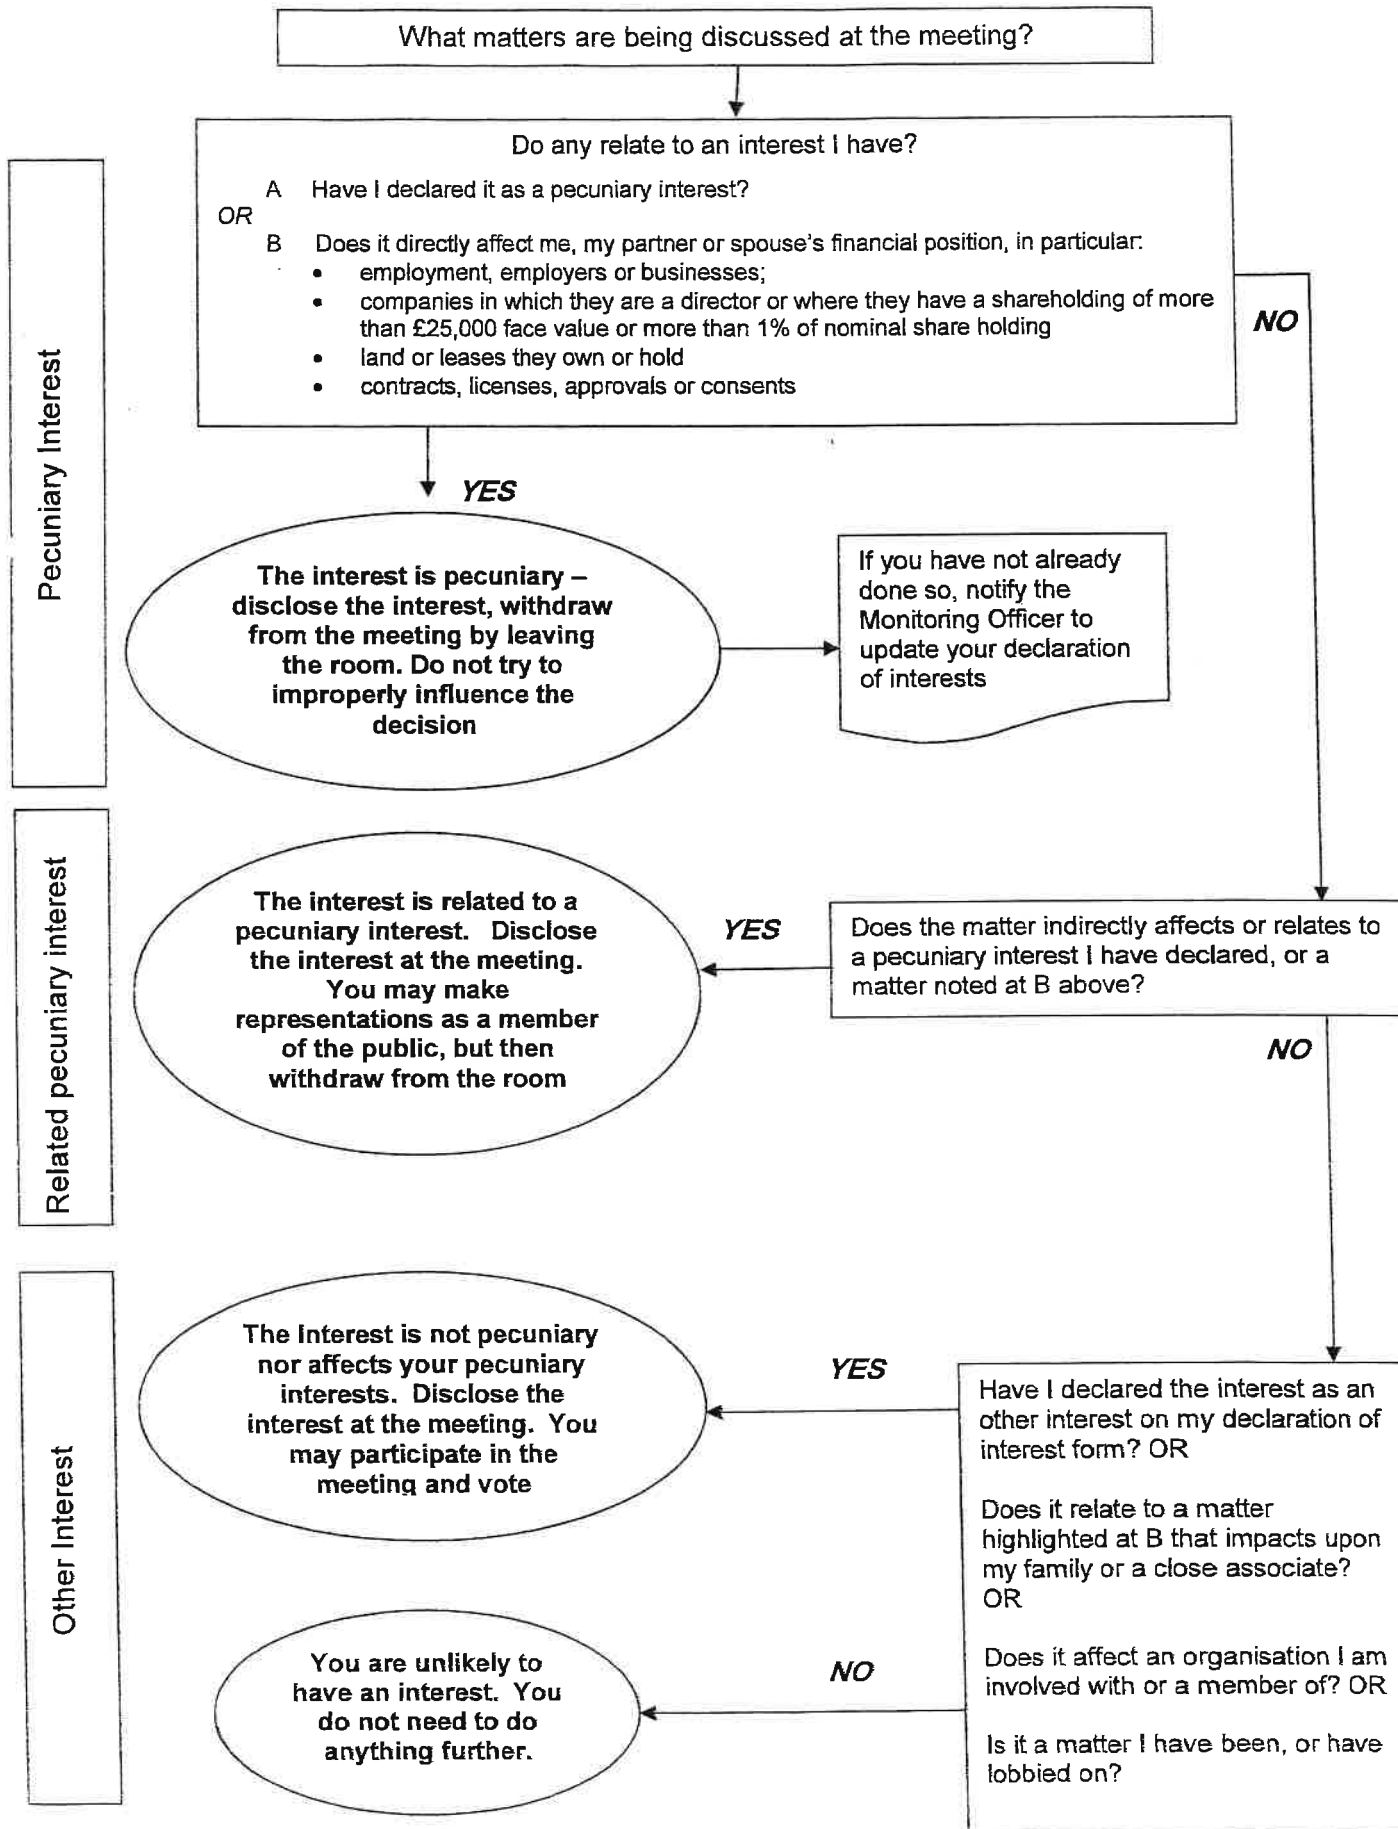 What matters are being discussed at the meeting?
Do any relate to an interest I have?
A Have I declared it as a pecuniary interest?
OR
B Does it directly affect me, my partner or spouse's financial position, in particular:
• employment, employers or businesses;
• companies in which they are a director or where they have a shareholding of more
than £25,000 face value or more than 1% of nominal share holding
• land or leases they own or hold
• contracts, licenses, approvals or consents
NO
Pecuniary Interest
YES
The interest is pecuniary –
disclose the interest, withdraw
from the meeting by leaving
the room. Do not try to
improperly influence the
decision
If you have not already
done so, notify the
Monitoring Officer to
update your declaration
of interests
Related pecuniary interest
The interest is related to a
pecuniary interest. Disclose
the interest at the meeting.
You may make
representations as a member
of the public, but then
withdraw from the room
YES
Does the matter indirectly affects or relates to
a pecuniary interest I have declared, or a
matter noted at B above?
NO
Other Interest
The Interest is not pecuniary
nor affects your pecuniary
interests. Disclose the
interest at the meeting. You
may participate in the
meeting and vote
YES
Have I declared the interest as an
other interest on my declaration of
interest form? OR
Does it relate to a matter
highlighted at B that impacts upon
my family or a close associate?
OR
Does it affect an organisation I am
involved with or a member of? OR
Is it a matter I have been, or have
lobbied on?
NO
You are unlikely to
have an interest. You
do not need to do
anything further.